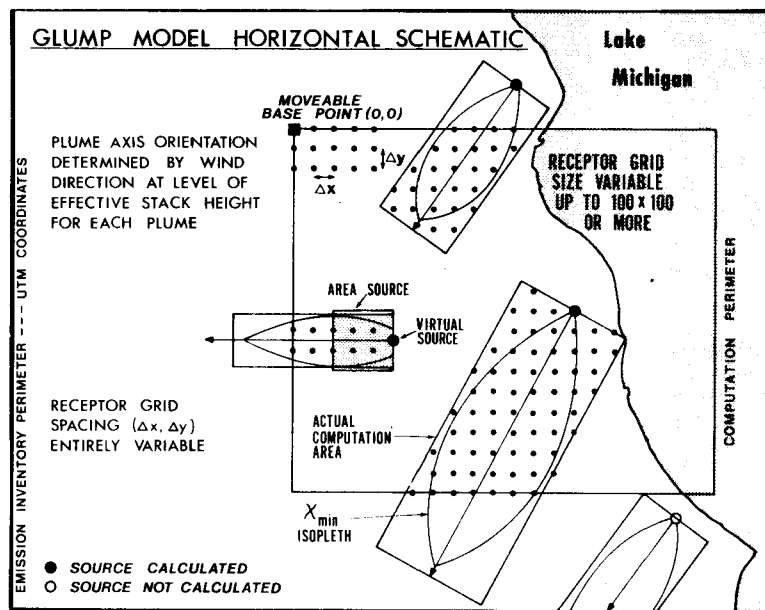 GLUMP MODEL HORIZONTAL SCHEMATIC
Lake
Michigan
MOVEABLE
BASE POINT (0,0)
PLUME AXIS ORIENTATION
DETERMINED BY WIND
DIRECTION AT LEVEL OF
EFFECTIVE STACK HEIGHT
FOR EACH PLUME
Δy
Δx
RECEPTOR GRID
SIZE VARIABLE
UP TO 100 x 100
OR MORE
AREA SOURCE
VIRTUAL
SOURCE
RECEPTOR GRID
SPACING (Δx, Δy)
ENTIRELY VARIABLE
ACTUAL
COMPUTATION
AREA
χmin
ISOPLETH
SOURCE CALCULATED
SOURCE NOT CALCULATED
EMISSION INVENTORY PERIMETER --- UTM COORDINATES
COMPUTATION PERIMETER